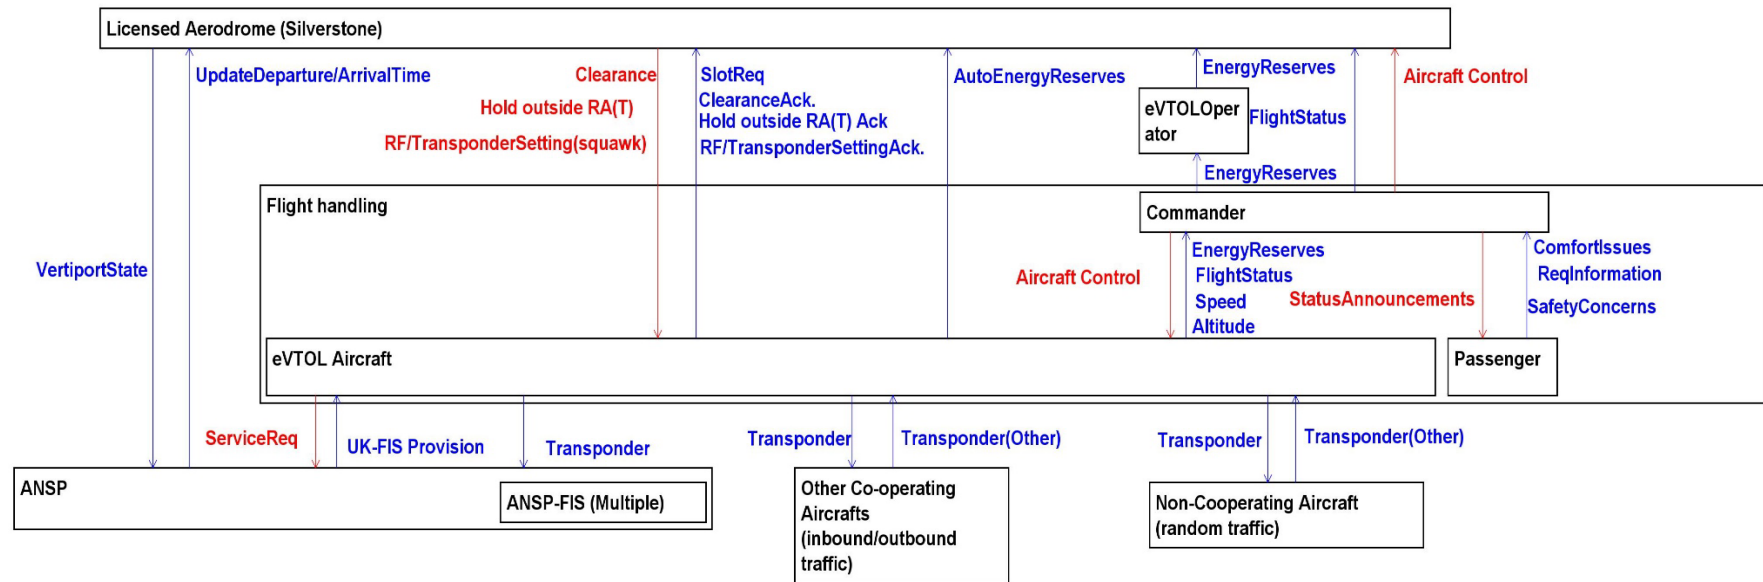 Licensed Aerodrome (Silverstone)
UpdateDeparture/ArrivalTime
Clearance
Hold outside RA(T)
RF/TransponderSetting(squawk)
SlotReq
ClearanceAck.
Hold outside RA(T) Ack
RF/TransponderSettingAck.
AutoEnergyReserves
EnergyReserves
eVTOLOper
ator
FlightStatus
Aircraft Control
EnergyReserves
Flight handling
Commander
VertiportState
Aircraft Control
EnergyReserves
FlightStatus
Speed
Altitude
StatusAnnouncements
ComfortIssues
ReqInformation
SafetyConcerns
eVTOL Aircraft
Passenger
ServiceReq
UK-FIS Provision
Transponder
Transponder
Transponder(Other)
Transponder
Transponder(Other)
ANSP
ANSP-FIS (Multiple)
Other Co-operating
Aircrafts
(inbound/outbound
traffic)
Non-Cooperating Aircraft
(random traffic)